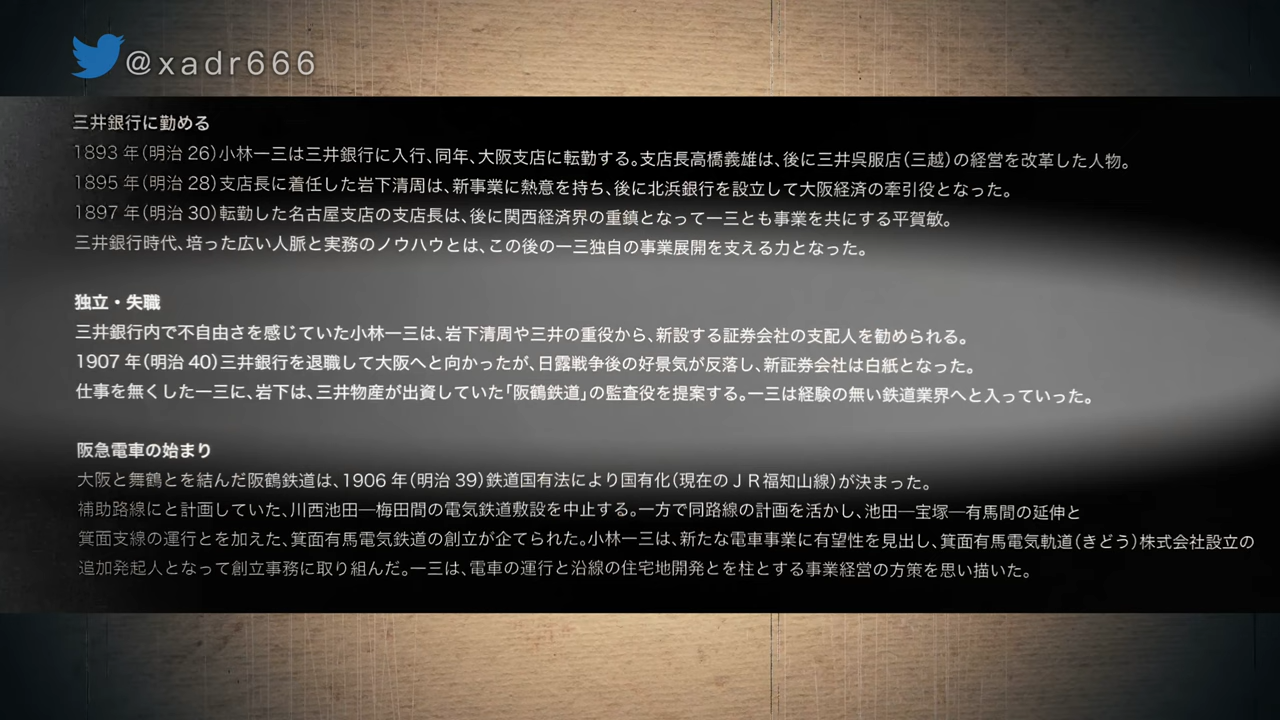 @xadr666
三井銀行に勤める
1893年(明治26)小林一三は三井銀行に入行、同年、大阪支店に転勤する。支店長高橋義雄は、後に三井呉服店(三越)の経営を改革した人物。
1895年(明治28)支店長に着任した岩下清周は、新事業に熱意を持ち、後に北浜銀行を設立して大阪経済の牽引役となった。
1897年(明治30)転勤した名古屋支店の支店長は、後に関西経済界の重鎮となって一三とも事業を共にする平賀敏。
三井銀行時代、培った広い人脈と実務のノウハウとは、この後の一三独自の事業展開を支える力となった。
独立・失職
三井銀行内で不自由さを感じていた小林一三は、岩下清周や三井の重役から、新設する証券会社の支配人を勧められる。
1907年(明治40)三井銀行を退職して大阪へと向かったが、日露戦争後の好景気が反落し、新証券会社は白紙となった。
仕事を無くした一三に、岩下は、三井物産が出資していた「阪鶴鉄道」の監査役を提案する。一三は経験の無い鉄道業界へと入っていった。
阪急電車の始まり
大阪と舞鶴とを結んだ阪鶴鉄道は、1906年(明治39)鉄道国有法により国有化(現在のJR福知山線)が決まった。
補助路線にと計画していた、川西池田―梅田間の電気鉄道敷設を中止する。一方で同路線の計画を活かし、池田―宝塚―有馬間の延伸と
箕面支線の運行とを加えた、箕面有馬電気鉄道の創立が企てられた。小林一三は、新たな電車事業に有望性を見出し、箕面有馬電気軌道(きどう)株式会社設立の
追加発起人となって創立事務に取り組んだ。一三は、電車の運行と沿線の住宅地開発とを柱とする事業経営の方策を思い描いた。